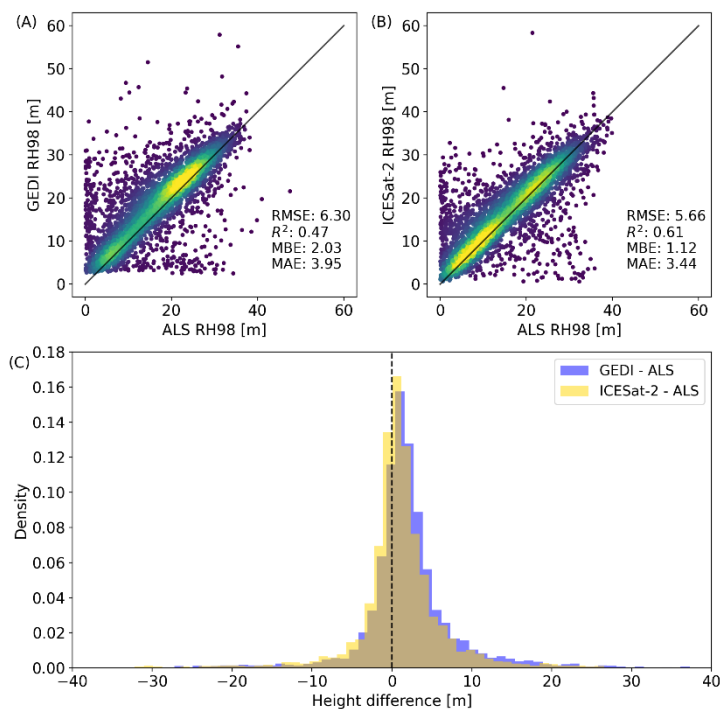 (A)
60
50
40
30
20
10
0
GEDI RH98 [m]
RMSE: 6.30
R²: 0.47
MBE: 2.03
MAE: 3.95
0 20 40 60
ALS RH98 [m]
(B)
60
50
40
30
20
10
0
ICESat-2 RH98 [m]
RMSE: 5.66
R²: 0.61
MBE: 1.12
MAE: 3.44
0 20 40 60
ALS RH98 [m]
(C)
0.18
0.16
0.14
0.12
0.10
0.08
0.06
0.04
0.02
0.00
Density
GEDI - ALS
ICESat-2 - ALS
−40 −30 −20 −10 0 10 20 30 40
Height difference [m]